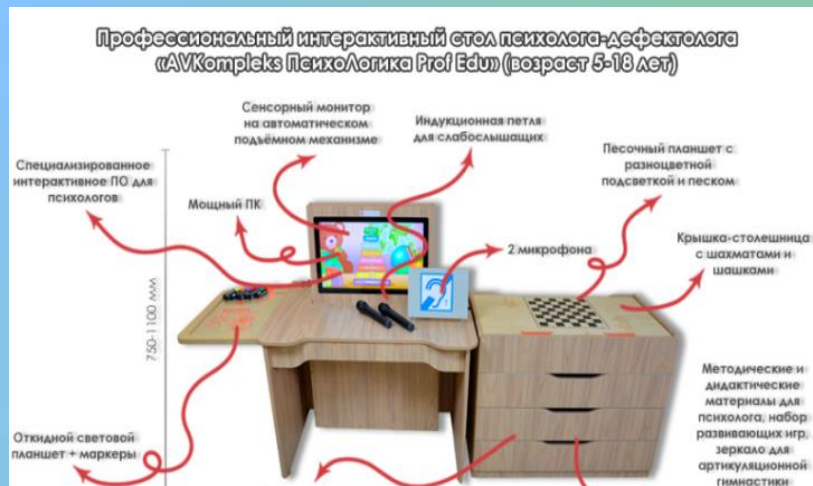 Профессиональный интерактивный стол психолога-дефектолога
«AVKompleks ПсихоЛогика Prof Edu» (возраст 5-18 лет)
Сенсорный монитор
на автоматическом
подъёмном механизме
Индукционная петля
для слабослышащих
Песочный планшет с
разноцветной
подсветкой и песком
Специализированное
интерактивное ПО для
психологов
Мощный ПК
2 микрофона
Крышка-столешница
с шахматами и
шашками
750-1100 мм
Методические и
дидактические
материалы для
психолога, набор
развивающих игр,
зеркало для
артикуляционной
гимнастики
Откидной световой
планшет + маркеры